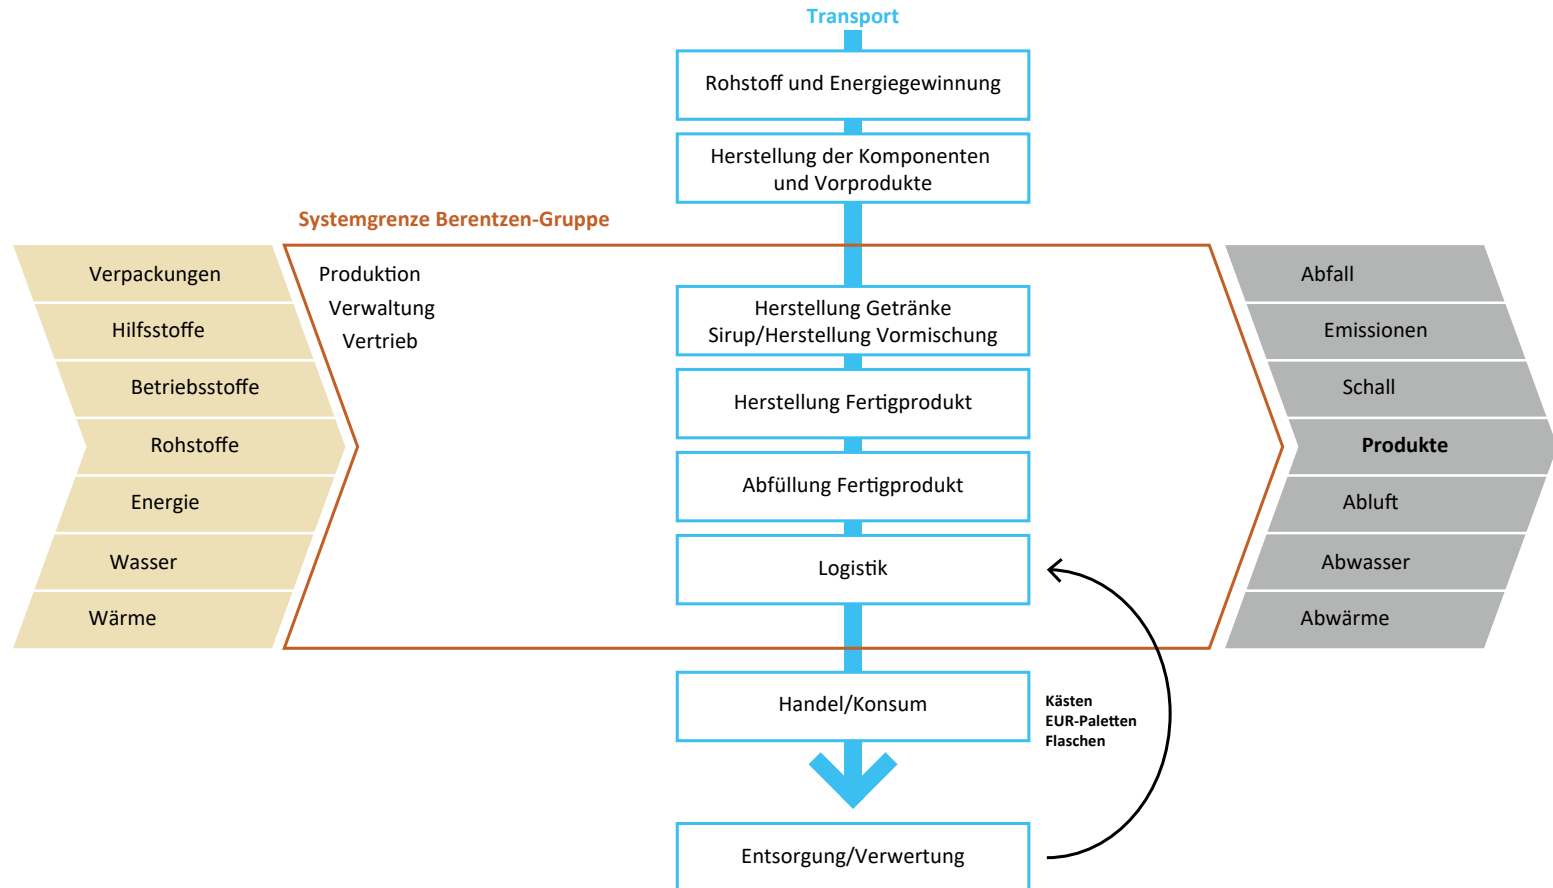 Transport
Rohstoff und Energiegewinnung
Herstellung der Komponenten
und Vorprodukte
Systemgrenze Berentzen-Gruppe
Verpackungen
Hilfsstoffe
Betriebsstoffe
Rohstoffe
Energie
Wasser
Wärme
Produktion
Verwaltung
Vertrieb
Herstellung Getränke
Sirup/Herstellung Vormischung
Herstellung Fertigprodukt
Abfüllung Fertigprodukt
Logistik
Abfall
Emissionen
Schall
Produkte
Abluft
Abwasser
Abwärme
Handel/Konsum
Kästen
EUR-Paletten
Flaschen
Entsorgung/Verwertung